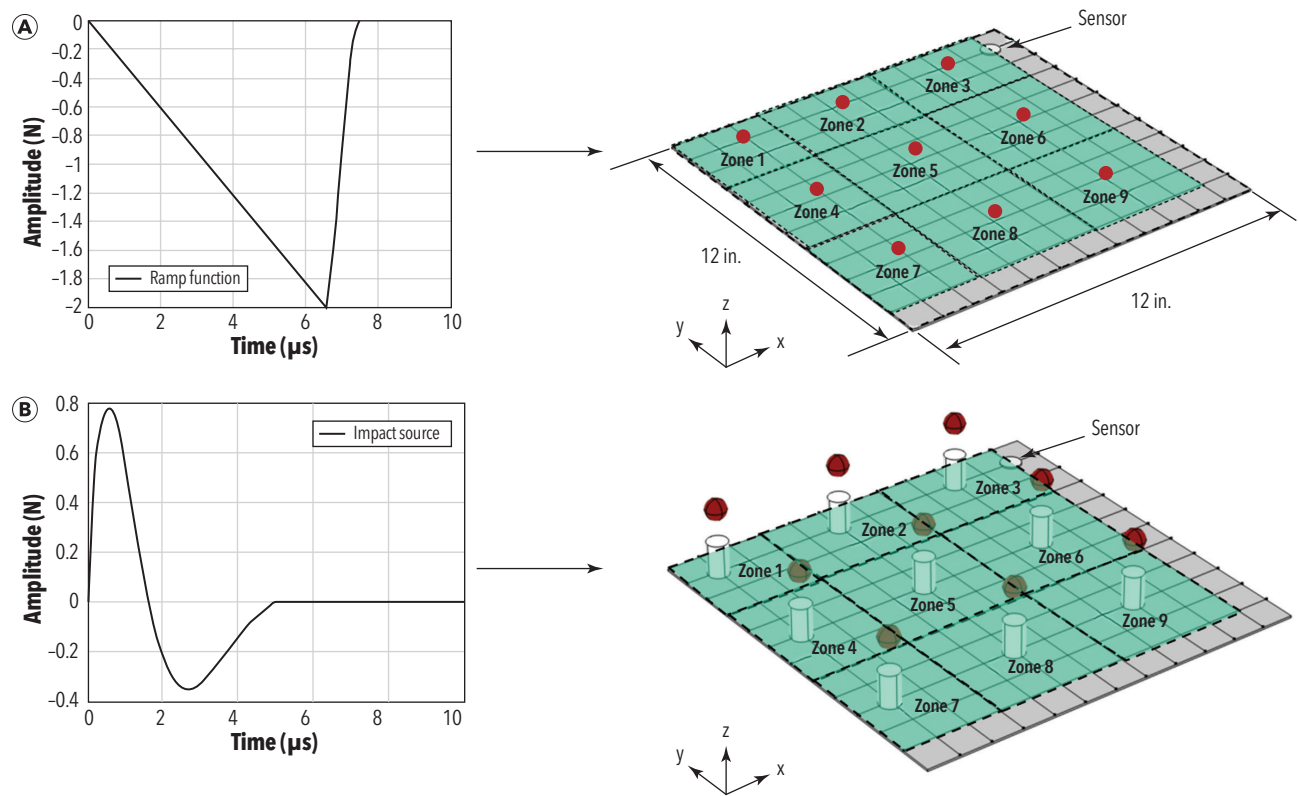 A
0
–0.2
–0.4
–0.6
–0.8
–1
–1.2
–1.4
–1.6
–1.8
–2
Amplitude (N)
Ramp function
0 2 4 6 8 10
Time (µs)
Sensor
Zone 3
Zone 2
Zone 6
Zone 1
Zone 5
Zone 9
Zone 4
Zone 8
Zone 7
12 in.
12 in.
z
y
x
B
0.8
0.6
0.4
0.2
0
–0.2
–0.4
Amplitude (N)
Impact source
0 2 4 6 8 10
Time (µs)
Sensor
Zone 3
Zone 2
Zone 6
Zone 1
Zone 5
Zone 9
Zone 4
Zone 8
Zone 7
z
y
x